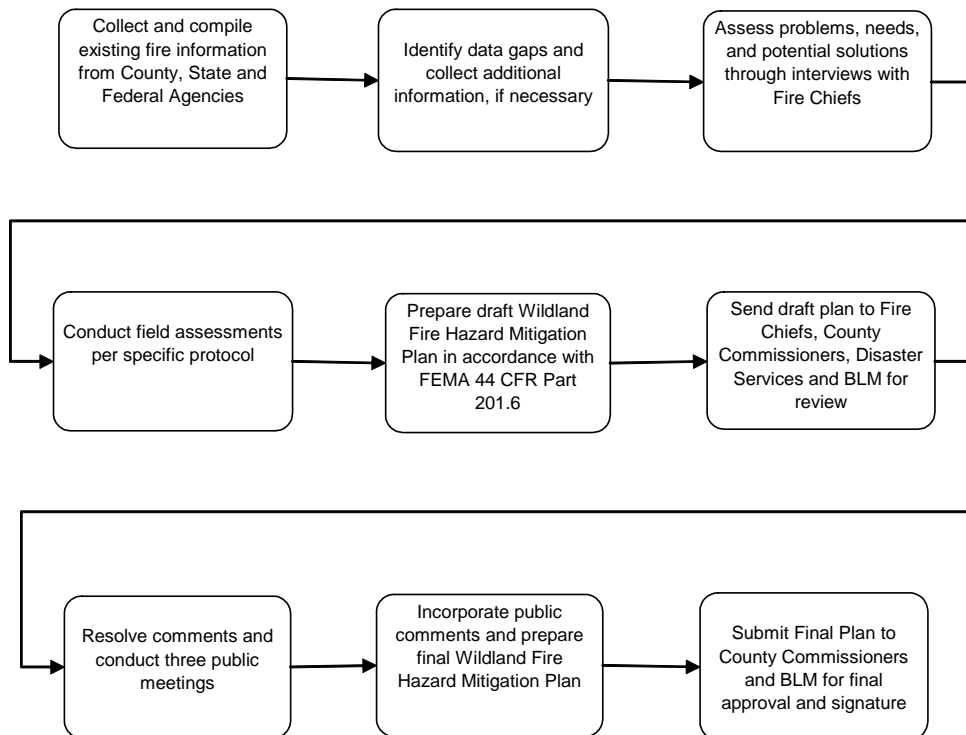 Collect and compile
existing fire information
from County, State and
Federal Agencies
Identify data gaps and
collect additional
information, if necessary
Assess problems, needs,
and potential solutions
through interviews with
Fire Chiefs
Conduct field assessments
per specific protocol
Prepare draft Wildland
Fire Hazard Mitigation
Plan in accordance with
FEMA 44 CFR Part
201.6
Send draft plan to Fire
Chiefs, County
Commissioners, Disaster
Services and BLM for
review
Resolve comments and
conduct three public
meetings
Incorporate public
comments and prepare
final Wildland Fire
Hazard Mitigation Plan
Submit Final Plan to
County Commissioners
and BLM for final
approval and signature